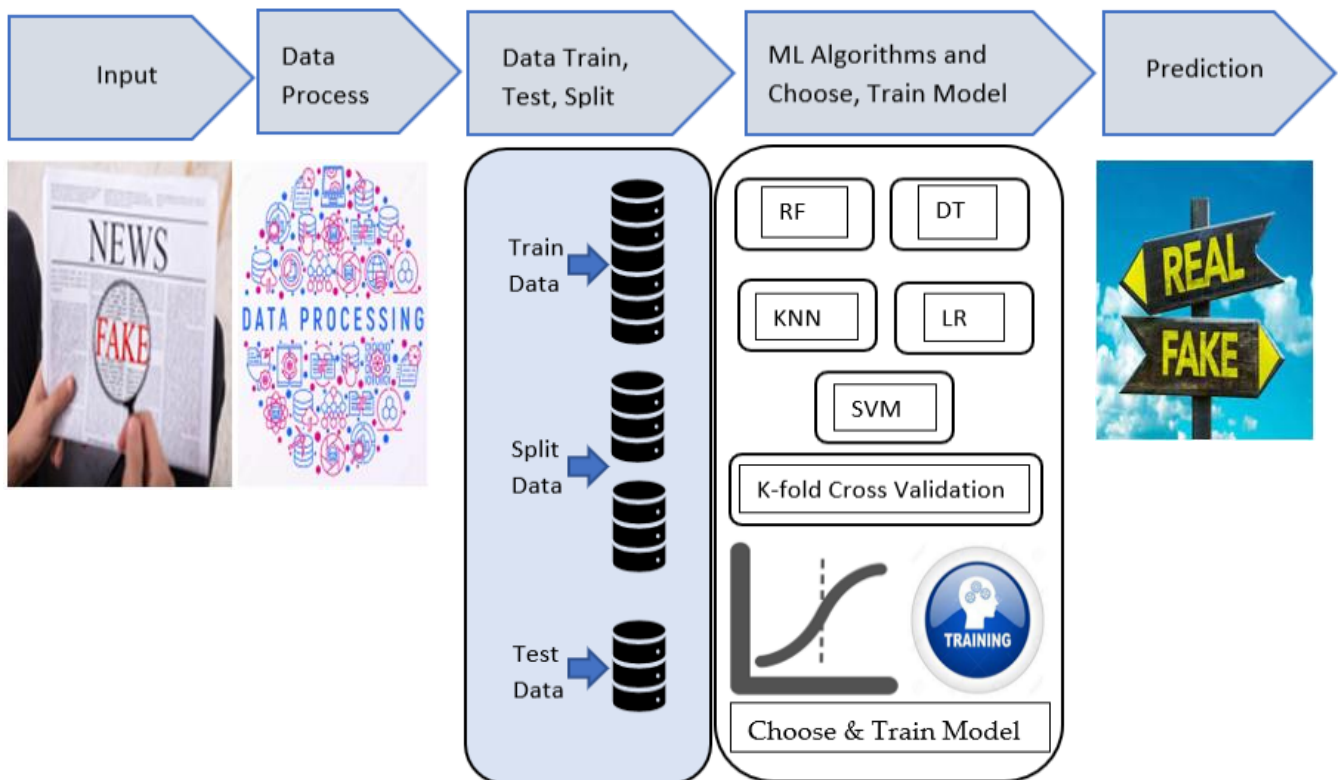 Input
Data
Process
Data Train,
Test, Split
ML Algorithms and
Choose, Train Model
Prediction
NEWS
FAKE
DATA PROCESSING
Train
Data
Split
Data
Test
Data
RF
DT
KNN
LR
SVM
K-fold Cross Validation
TRAINING
Choose & Train Model
REAL
FAKE